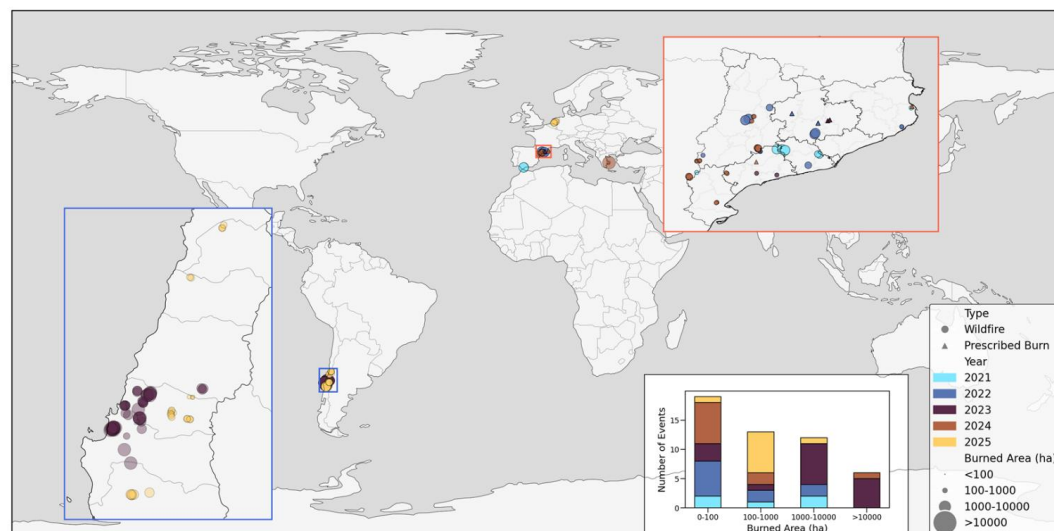 Type
Wildfire
Prescribed Burn
Year
2021
2022
2023
2024
2025
Burned Area (ha)
<100
100-1000
1000-10000
>10000
Number of Events
15
10
5
0
0-100
100-1000
1000-10000
>10000
Burned Area (ha)